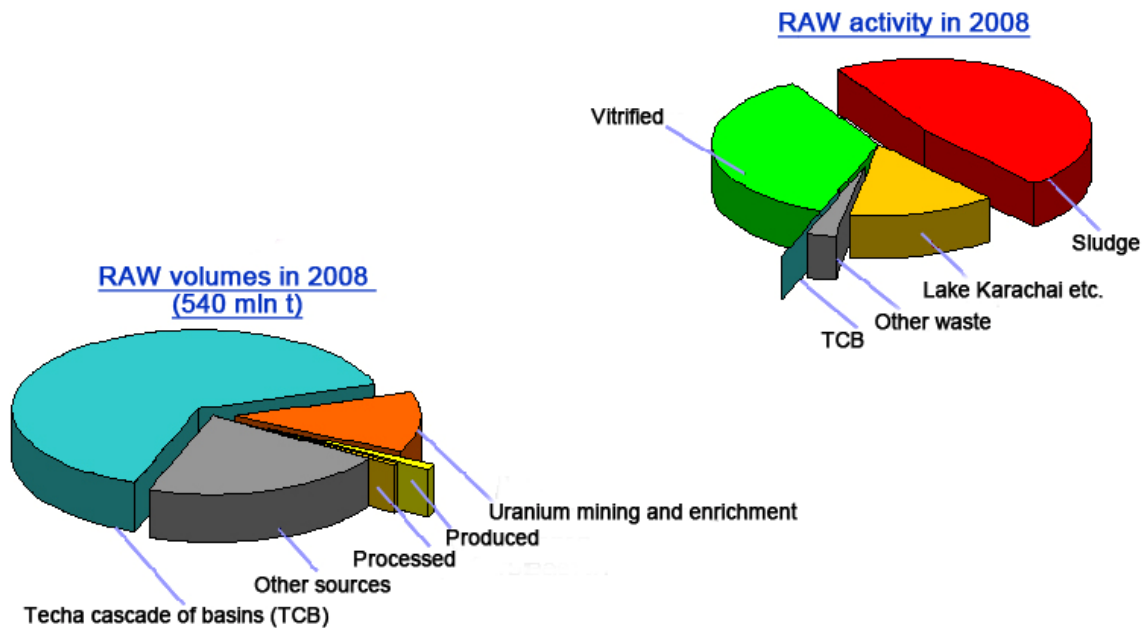 RAW activity in 2008
Vitrified
Sludge
Lake Karachai etc.
Other waste
TCB
RAW volumes in 2008
(540 mln t)
Uranium mining and enrichment
Produced
Processed
Other sources
Techa cascade of basins (TCB)